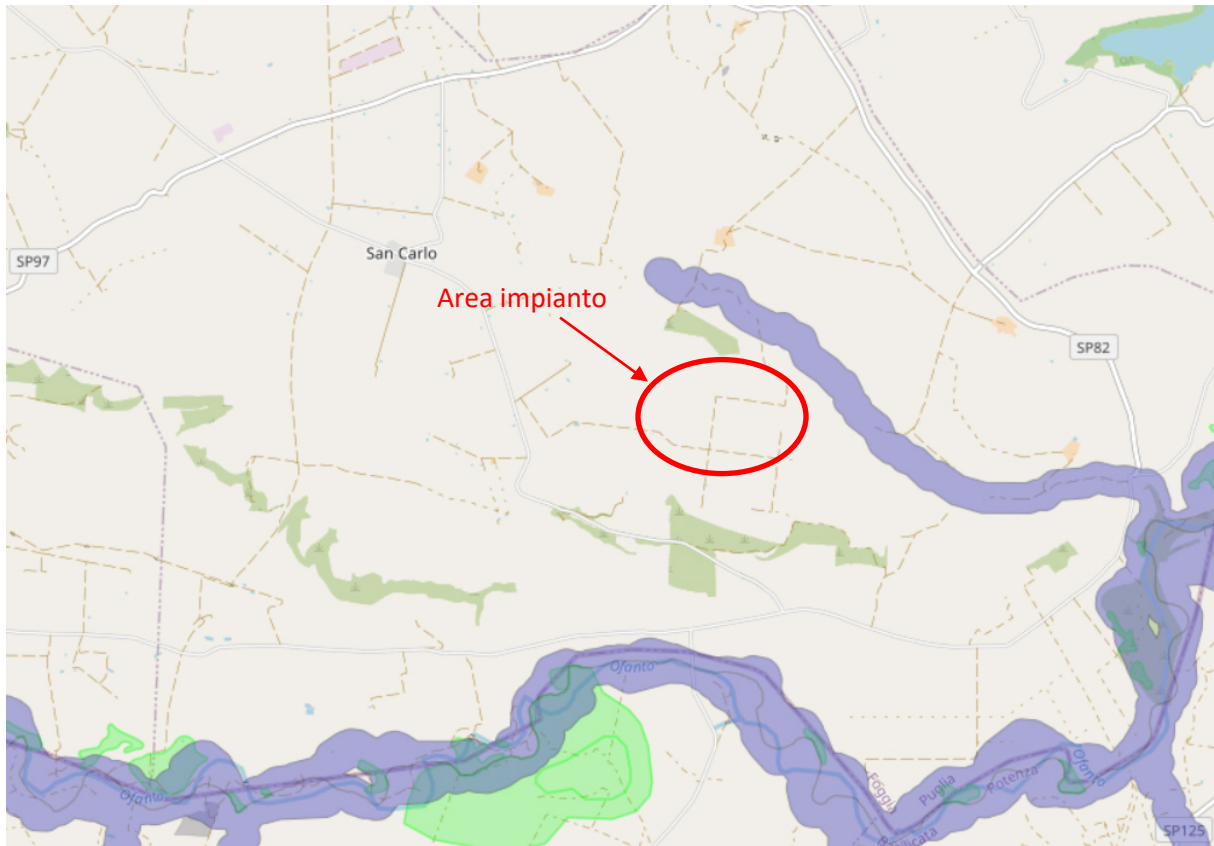 San Carlo
SP97
Area impianto
SP82
Ofanto
Ofanto
Ofanto
Foggia
Puglia
Potenza
Basilicata
SP125